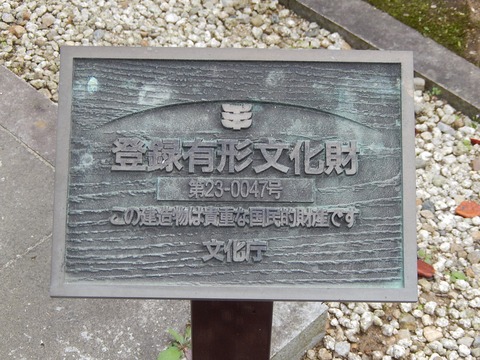 登録有形文化財
第23-0047号
この建造物は貴重な国民的財産です
文化庁